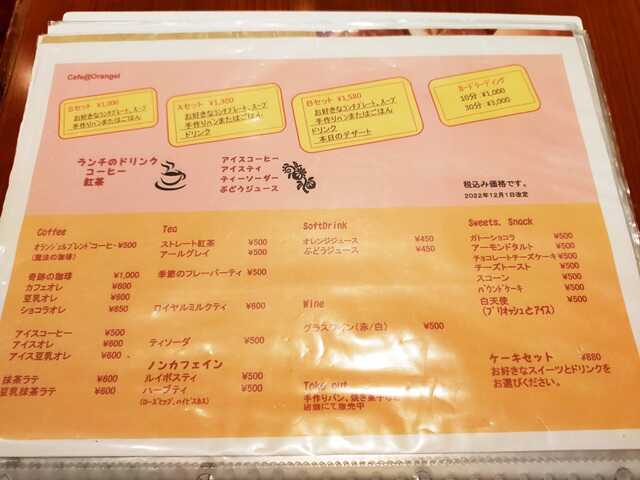 Cafe@Orangel
Sセット ¥1,000
お好きなランチプレート、スープ
手作りパンまたはごはん
Aセット ¥1,300
お好きなランチプレート、スープ
手作りパンまたはごはん
ドリンク
Bセット ¥1,580
お好きなランチプレート、スープ
手作りパンまたはごはん
ドリンク
本日のデザート
カードリーディング
10分 ¥1,000
30分 ¥3,000
ランチのドリンク
コーヒー
紅茶
アイスコーヒー
アイスティ
ティーソーダー
ぶどうジュース
税込み価格です。
2022年12月1日改定
Coffee
オランジェルブレンドコーヒー ¥500
(魔法の珈琲)
奇跡の珈琲 ¥1,000
カフェオレ ¥600
豆乳オレ ¥600
ショコラオレ ¥650
アイスコーヒー ¥500
アイスオレ ¥600
アイス豆乳オレ ¥600
抹茶ラテ ¥600
豆乳抹茶ラテ ¥600
Tea
ストレート紅茶 ¥500
アールグレイ ¥500
季節のフレーバーティ ¥500
ロイヤルミルクティ ¥600
ティソーダ ¥500
ノンカフェイン
ルイボスティ ¥500
ハーブティ ¥500
(ローズヒップ、ハイビスカス)
SoftDrink
オレンジジュース ¥450
ぶどうジュース ¥450
Wine
グラスワイン(赤/白) ¥500
Take out
手作りパン、焼き菓子など
店頭にて販売中
Sweets、Snack
ガトーショコラ ¥500
アーモンドタルト ¥500
チョコレートチーズケーキ ¥500
チーズトースト ¥500
スコーン ¥500
パウンドケーキ ¥500
白天使 ¥500
(ブリオッシュとアイス)
ケーキセット ¥880
お好きなスイーツとドリンクを
お選びください。